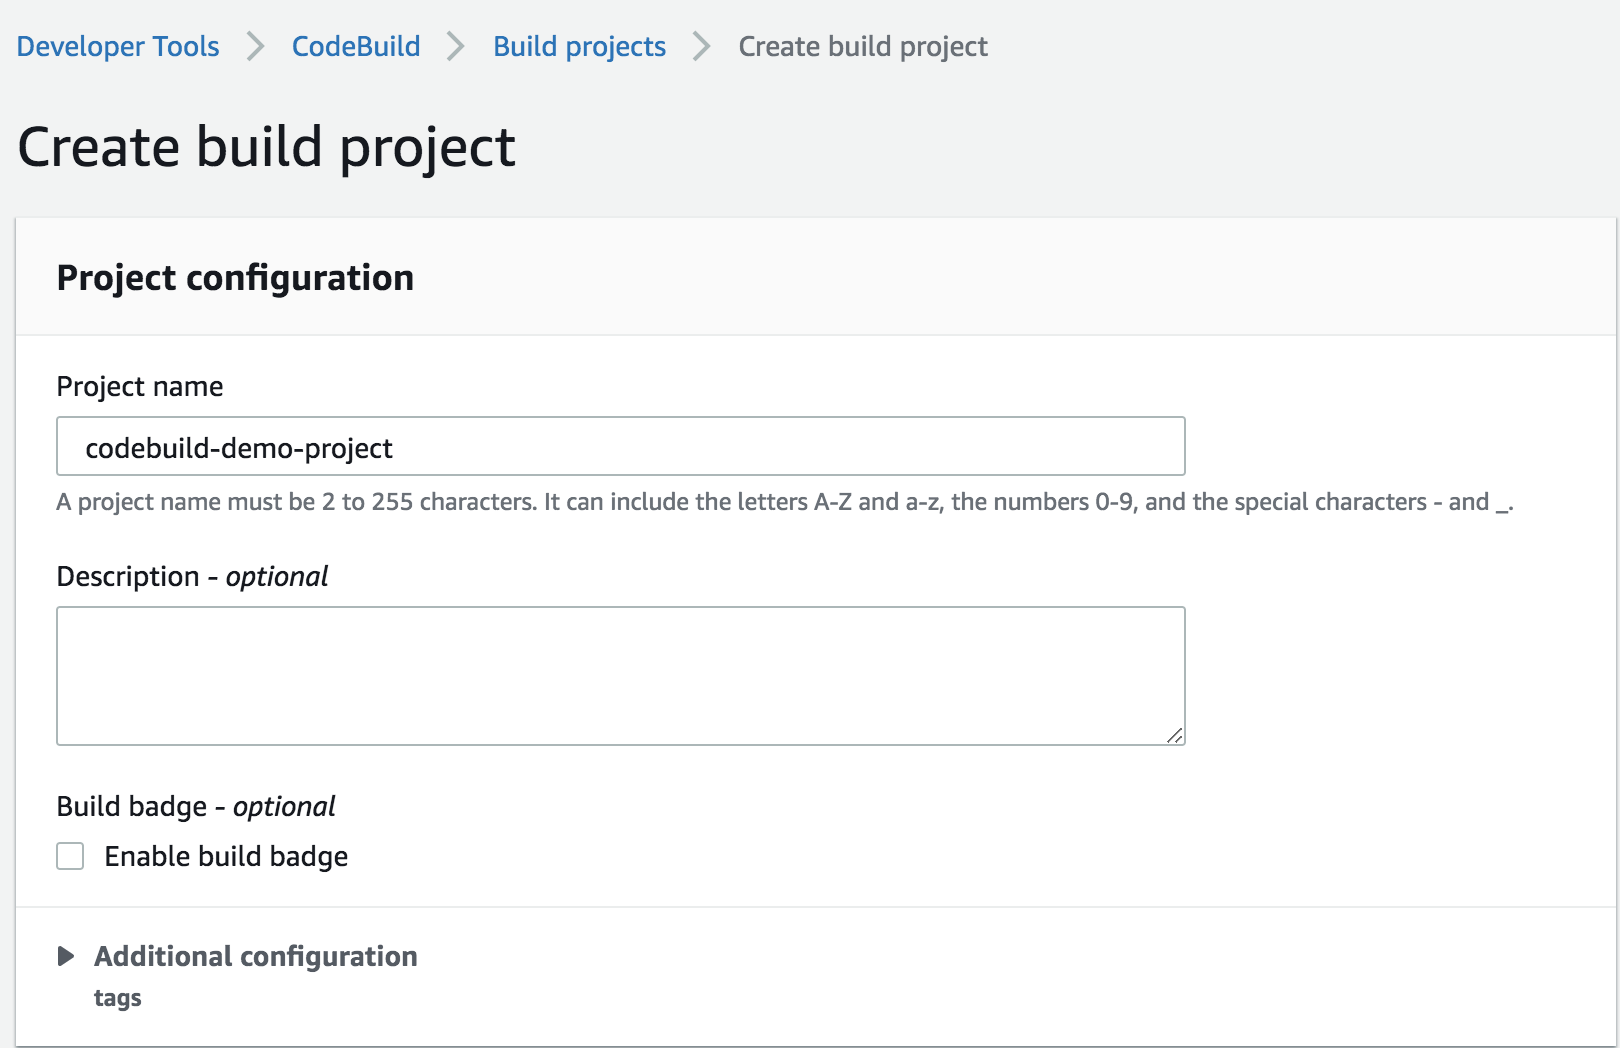 Developer Tools > CodeBuild > Build projects > Create build project
Create build project
Project configuration
Project name
codebuild-demo-project
A project name must be 2 to 255 characters. It can include the letters A-Z and a-z, the numbers 0-9, and the special characters - and _.
Description - optional
Build badge - optional
Enable build badge
Additional configuration
tags